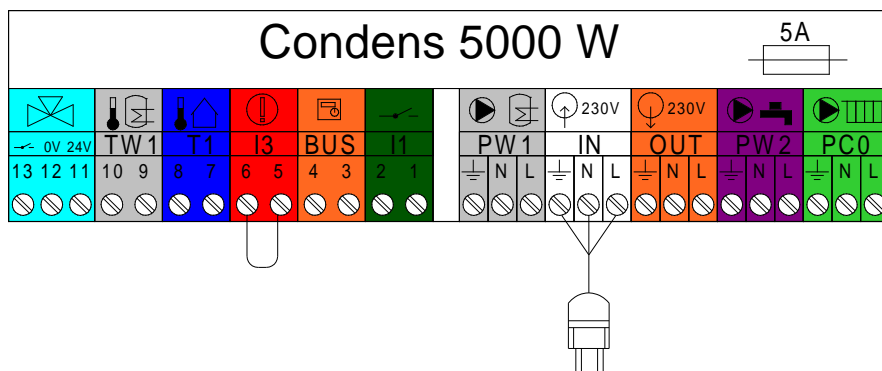 Condens 5000 W
5A
230V 230V
0V 24V TW1 T1 I3 BUS I1 PW1 IN OUT PW2 PC0
13 12 11 10 9 8 7 6 5 4 3 2 1 N L N L N L N L N L